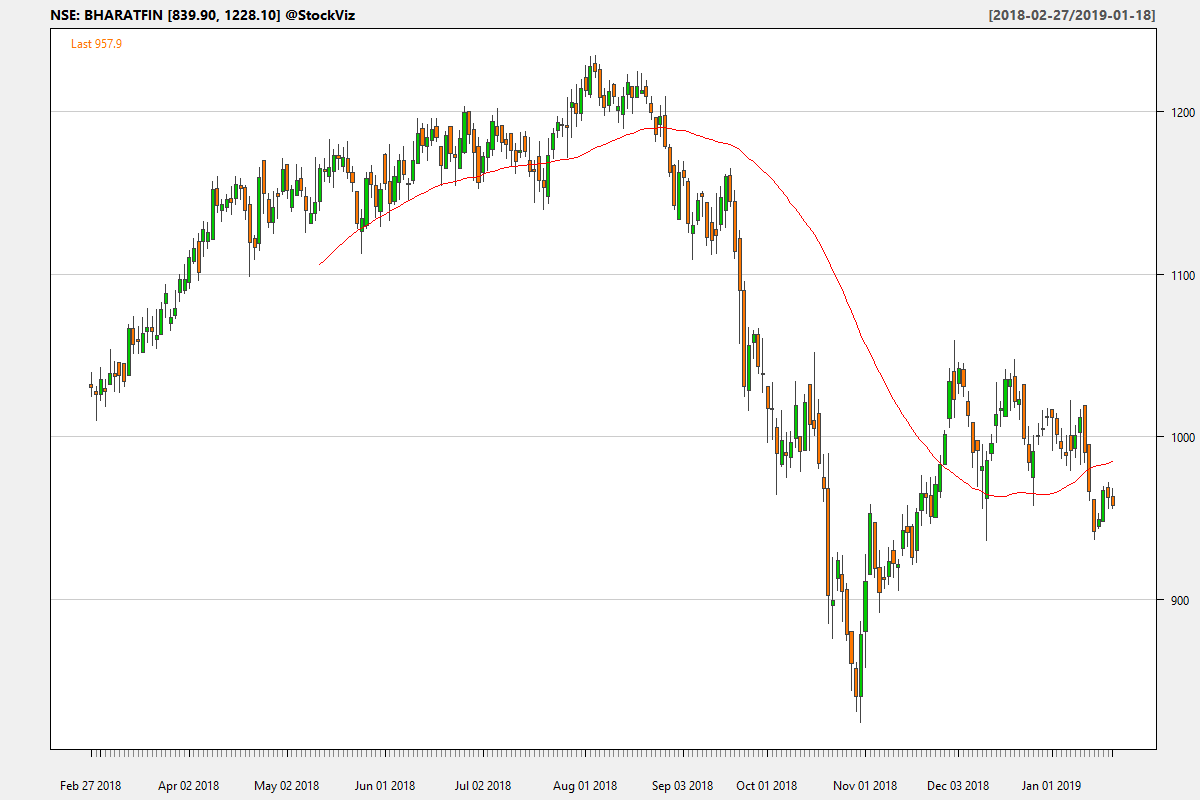 NSE: BHARATFIN [839.90, 1228.10] @StockViz [2018-02-27/2019-01-18]
Last 957.9
1200
1100
1000
900
Feb 27 2018 Apr 02 2018 May 02 2018 Jun 01 2018 Jul 02 2018 Aug 01 2018 Sep 03 2018 Oct 01 2018 Nov 01 2018 Dec 03 2018 Jan 01 2019